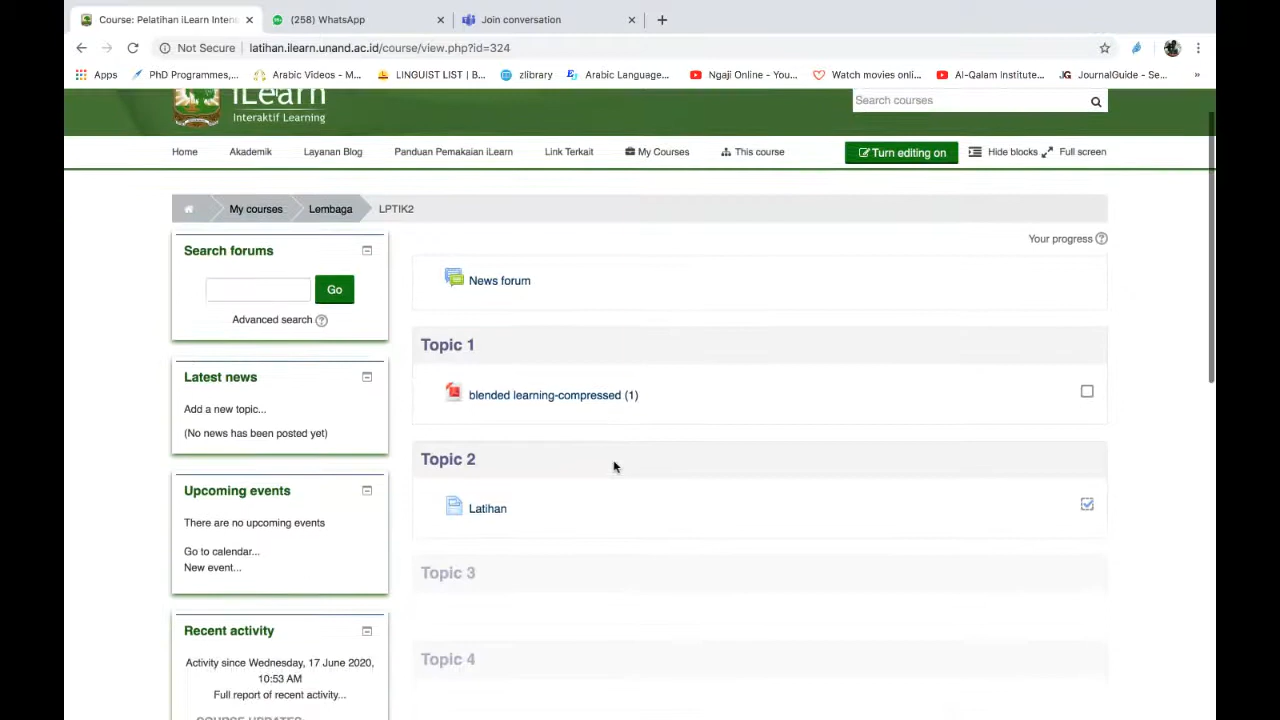 Course: Pelatihan iLearn Inten
(258) WhatsApp
Join conversation
Not Secure
latihan.ilearn.unand.ac.id/course/view.php?id=324
Apps
PhD Programmes,...
Arabic Videos - M...
LINGUIST LIST | B...
zlibrary
Arabic Language...
Ngaji Online - You...
Watch movies onli...
Al-Qalam Institute...
JournalGuide - Se...
»
iLearn
Interaktif Learning
Search courses
Home
Akademik
Layanan Blog
Panduan Pemakaian iLearn
Link Terkait
My Courses
This course
Turn editing on
Hide blocks
Full screen
My courses
Lembaga
LPTIK2
Your progress
Search forums
Go
Advanced search
Latest news
Add a new topic...
(No news has been posted yet)
Upcoming events
There are no upcoming events
Go to calendar...
New event...
Recent activity
Activity since Wednesday, 17 June 2020,
10:53 AM
Full report of recent activity...
COURSE UPDATES:
News forum
Topic 1
blended learning-compressed (1)
Topic 2
Latihan
Topic 3
Topic 4